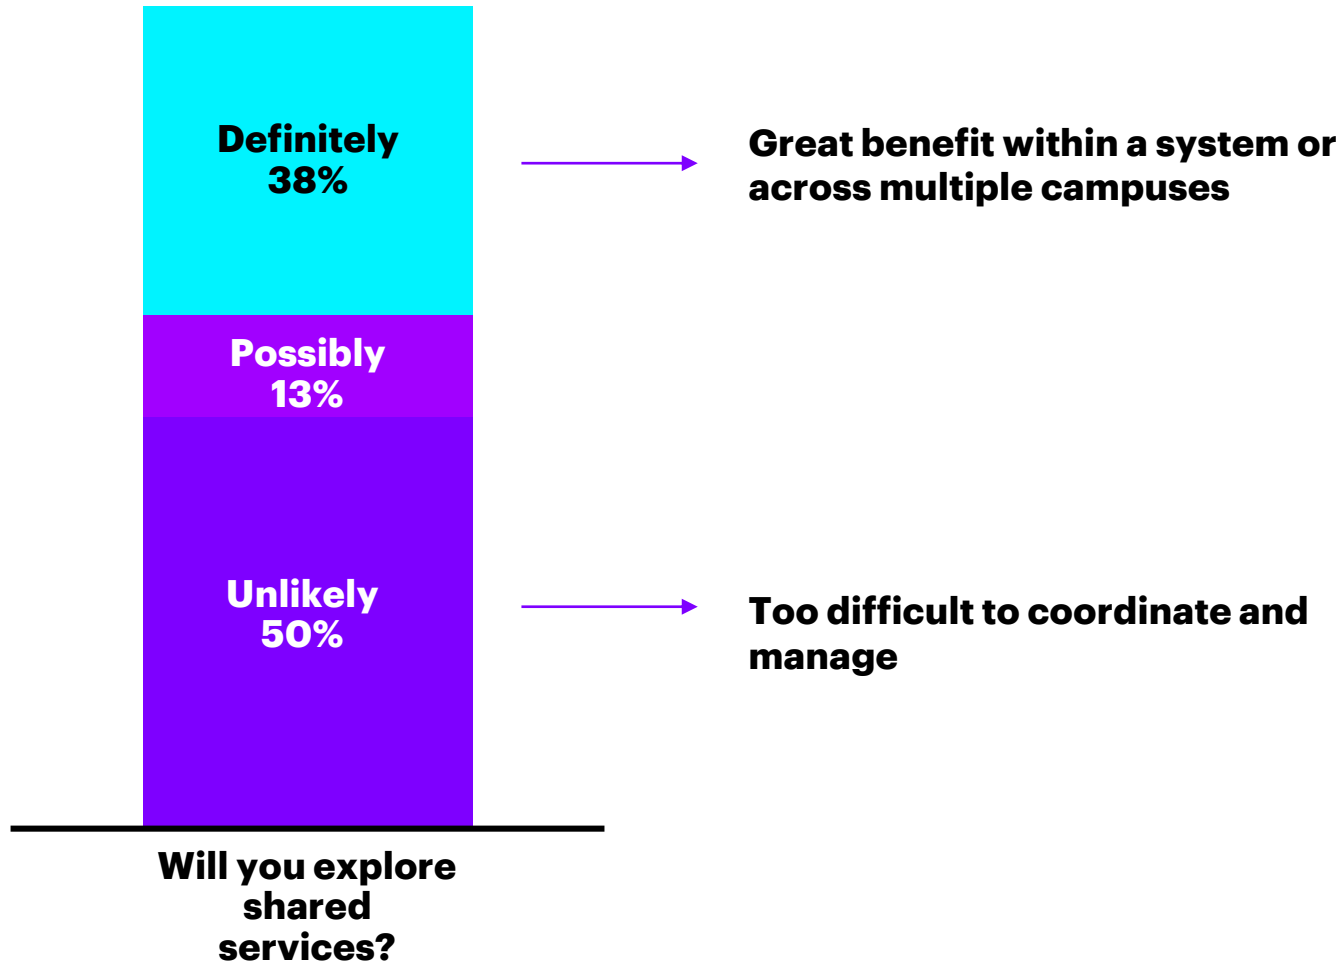 Definitely
38%
Great benefit within a system or
across multiple campuses
Possibly
13%
Unlikely
50%
Too difficult to coordinate and
manage
Will you explore
shared
services?